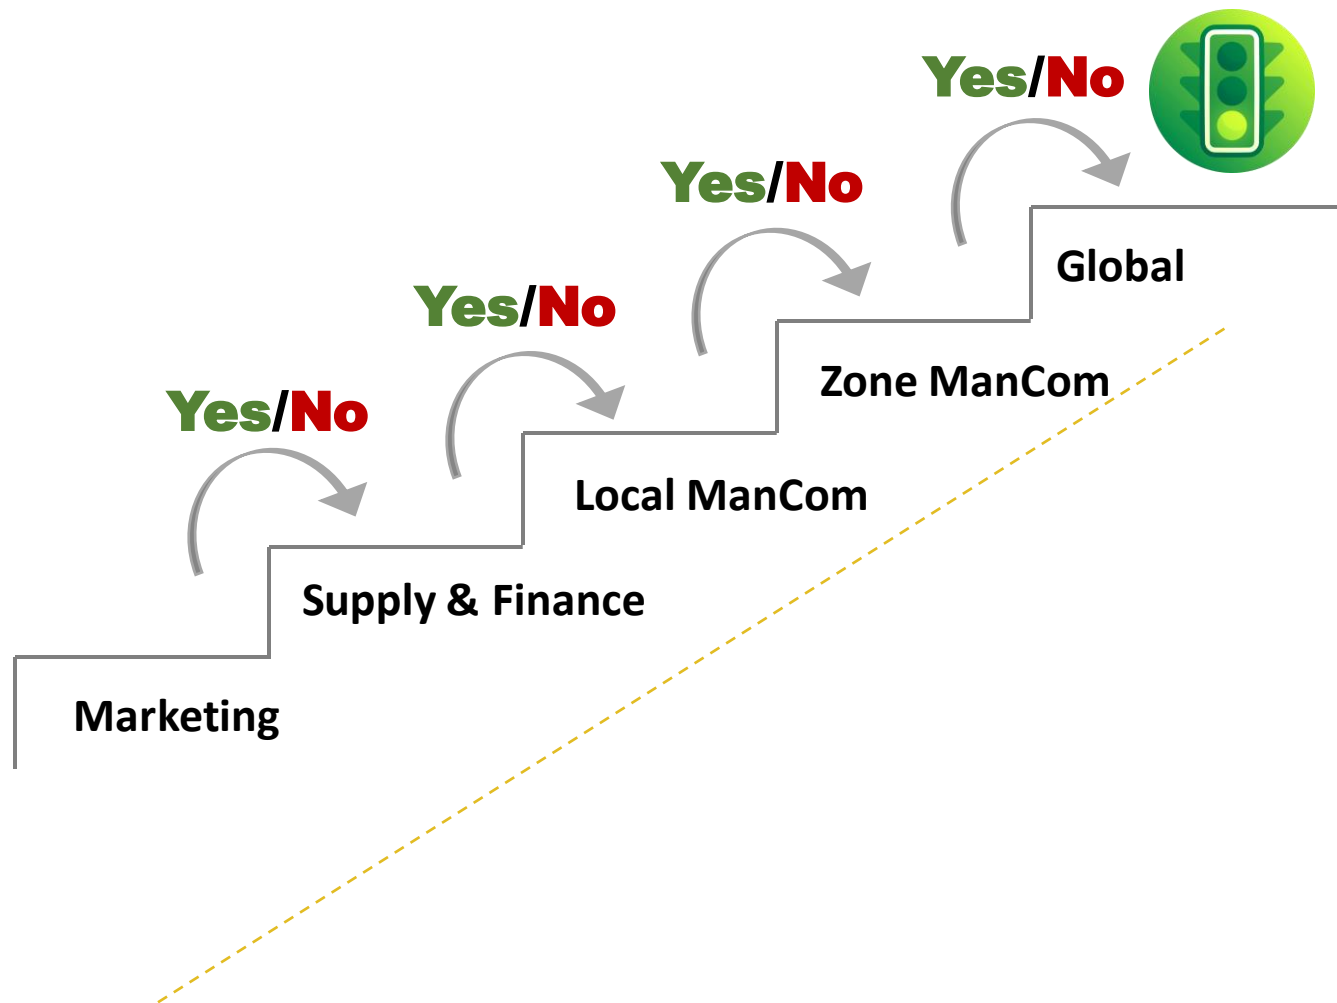 Yes/No
Yes/No
Global
Yes/No
Zone ManCom
Yes/No
Local ManCom
Supply & Finance
Marketing